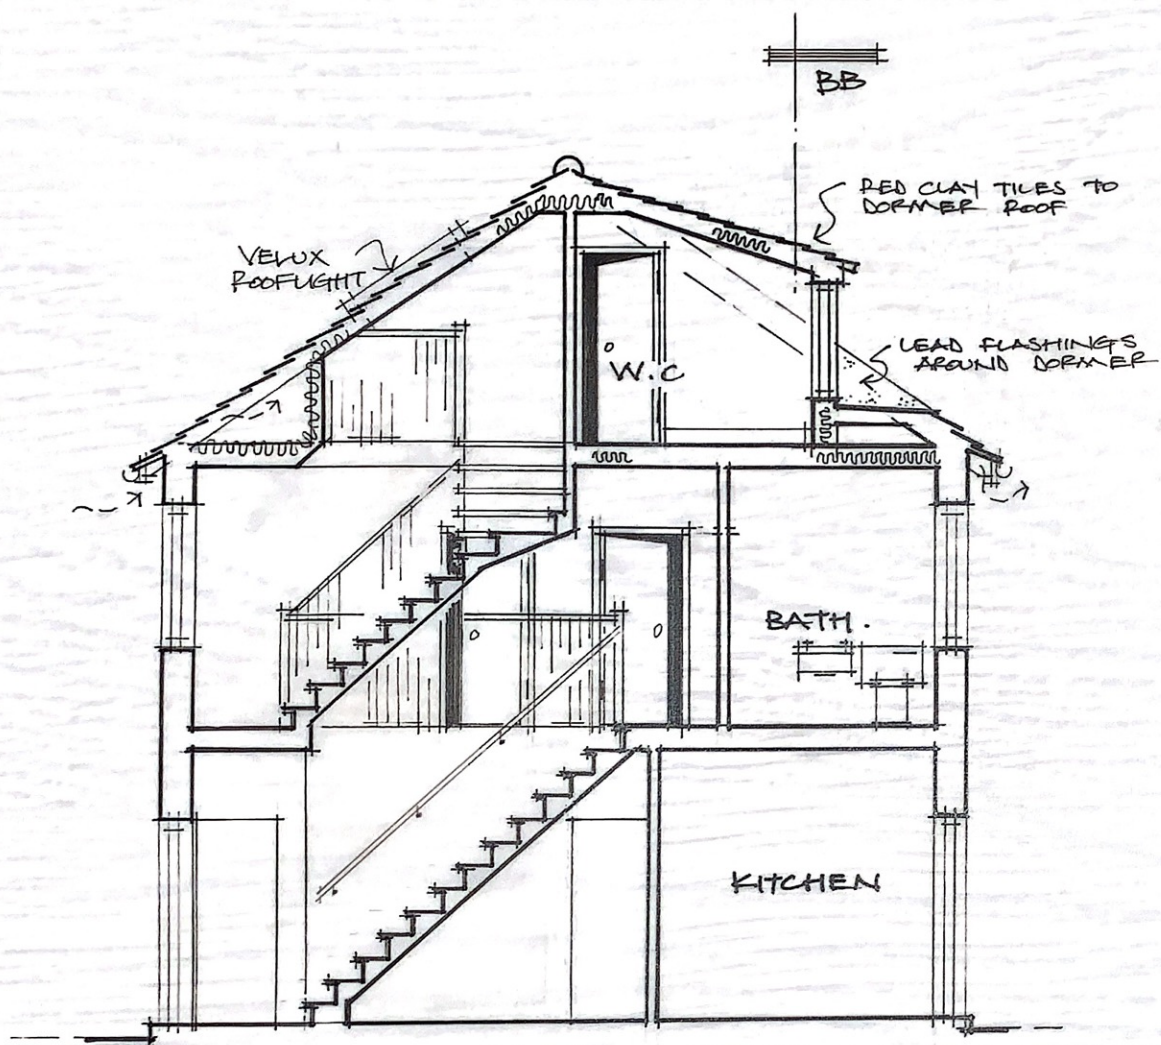 BB
RED CLAY TILES TO
DORMER ROOF
VELUX
ROOFLIGHT
LEAD FLASHINGS
AROUND DORMER
W.C
BATH.
KITCHEN